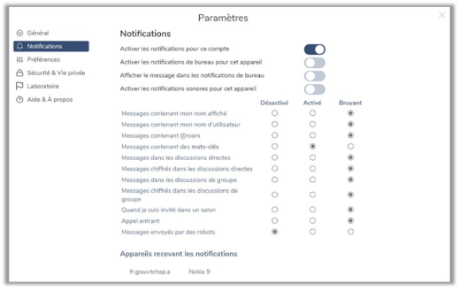 Paramètres
Général
Notifications
Préférences
Sécurité & Vie privée
Laboratoire
Aide & À propos
Notifications
Activer les notifications pour ce compte
Activer les notifications de bureau pour cet appareil
Afficher le message dans les notifications de bureau
Activer les notifications sonores pour cet appareil
Désactivé Activé Bruyant
Messages contenant mon nom affiché
Messages contenant mon nom d'utilisateur
Messages contenant @room
Messages contenant des mots-clés
Messages dans les discussions directes
Messages chiffrés dans les discussions directes
Messages dans les discussions de groupe
Messages chiffrés dans les discussions de
groupe
Quand je suis invité dans un salon
Appel entrant
Messages envoyés par des robots
Appareils recevant les notifications
fr.gouv.tchap.a Nokia 9